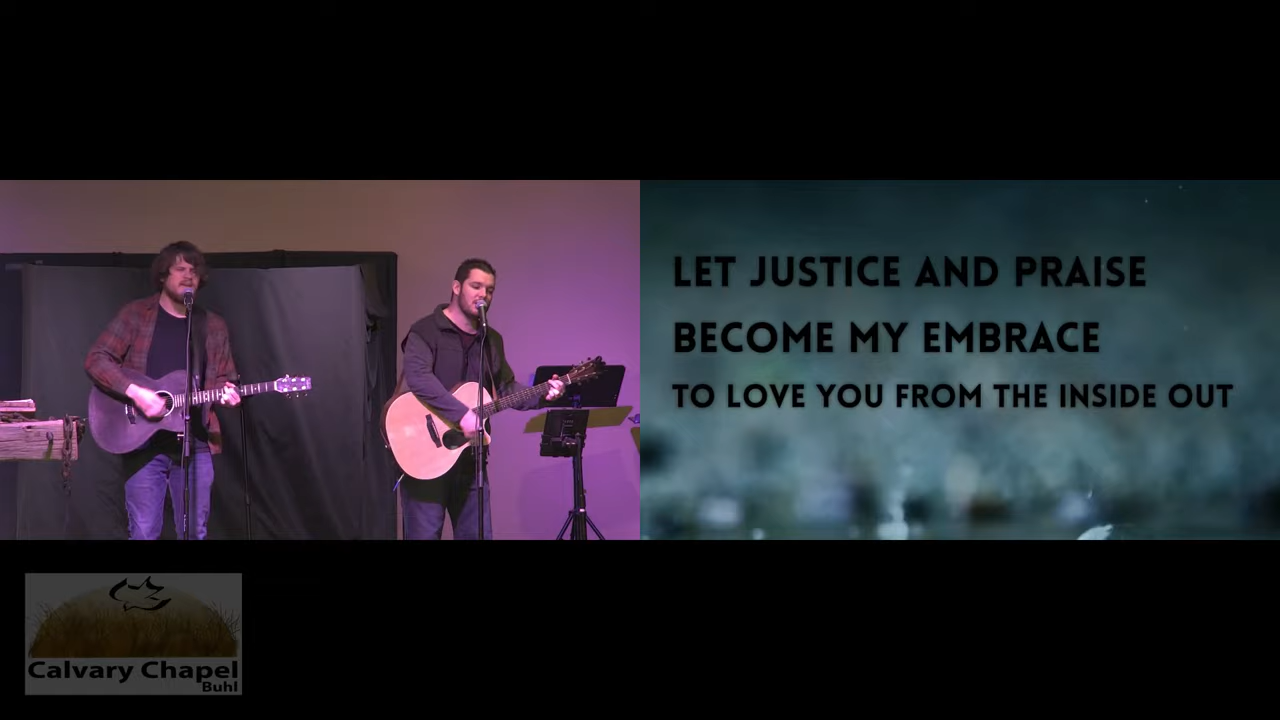 LET JUSTICE AND PRAISE
BECOME MY EMBRACE
TO LOVE YOU FROM THE INSIDE OUT
Calvary Chapel
Buhl